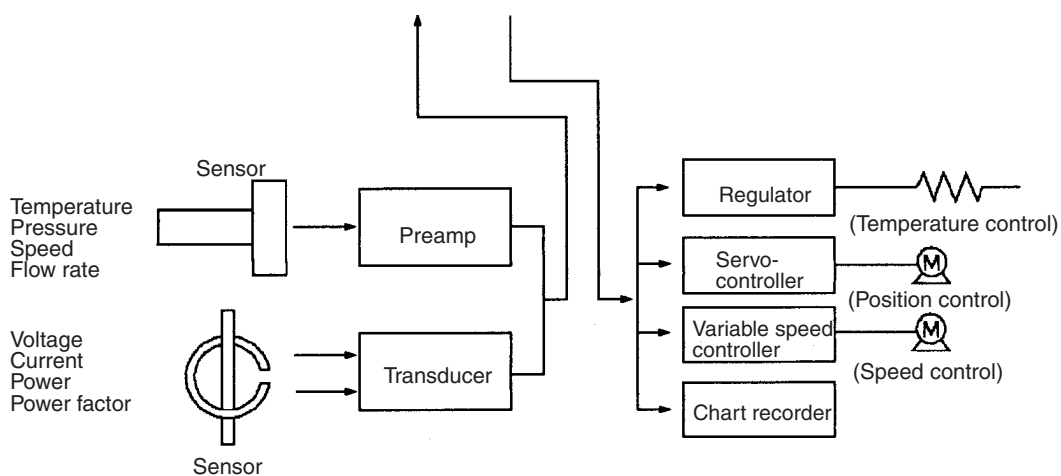 Sensor
Temperature
Pressure
Speed
Flow rate
Preamp
Voltage
Current
Power
Power factor
Transducer
Sensor
Regulator
(Temperature control)
Servo-
controller
M
(Position control)
Variable speed
controller
M
(Speed control)
Chart recorder